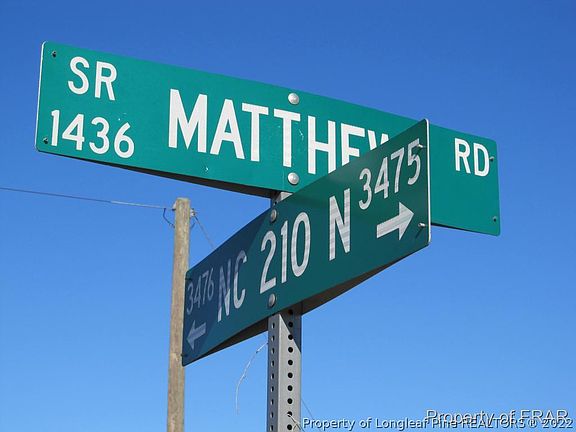 SR
1436
MATTHEW RD
3475
NC 210 N
3476
Property of FRAR
Property of Longleaf Pine REALTORS © 2022